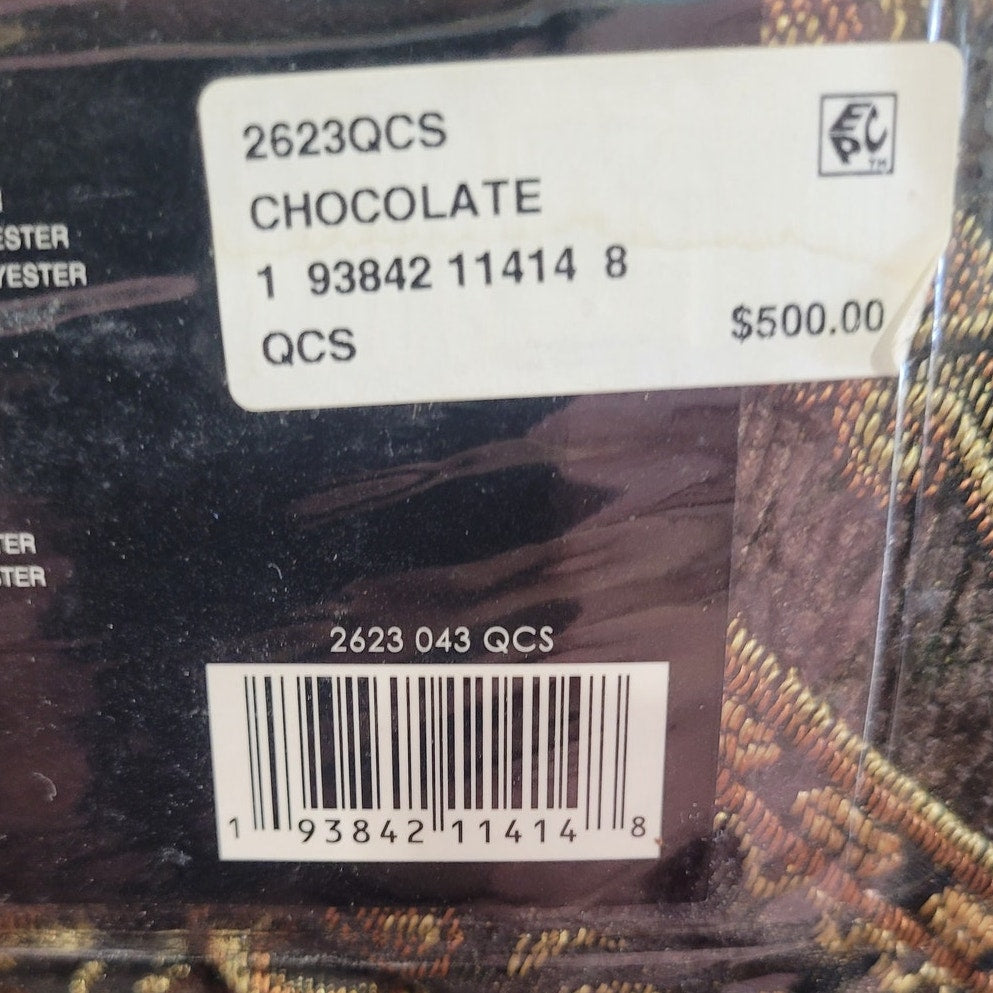 2623QCS
EPC™
CHOCOLATE
1 93842 11414 8
QCS
$500.00
ESTER
YESTER
TER
STER
2623 043 QCS
1 93842 11414 8